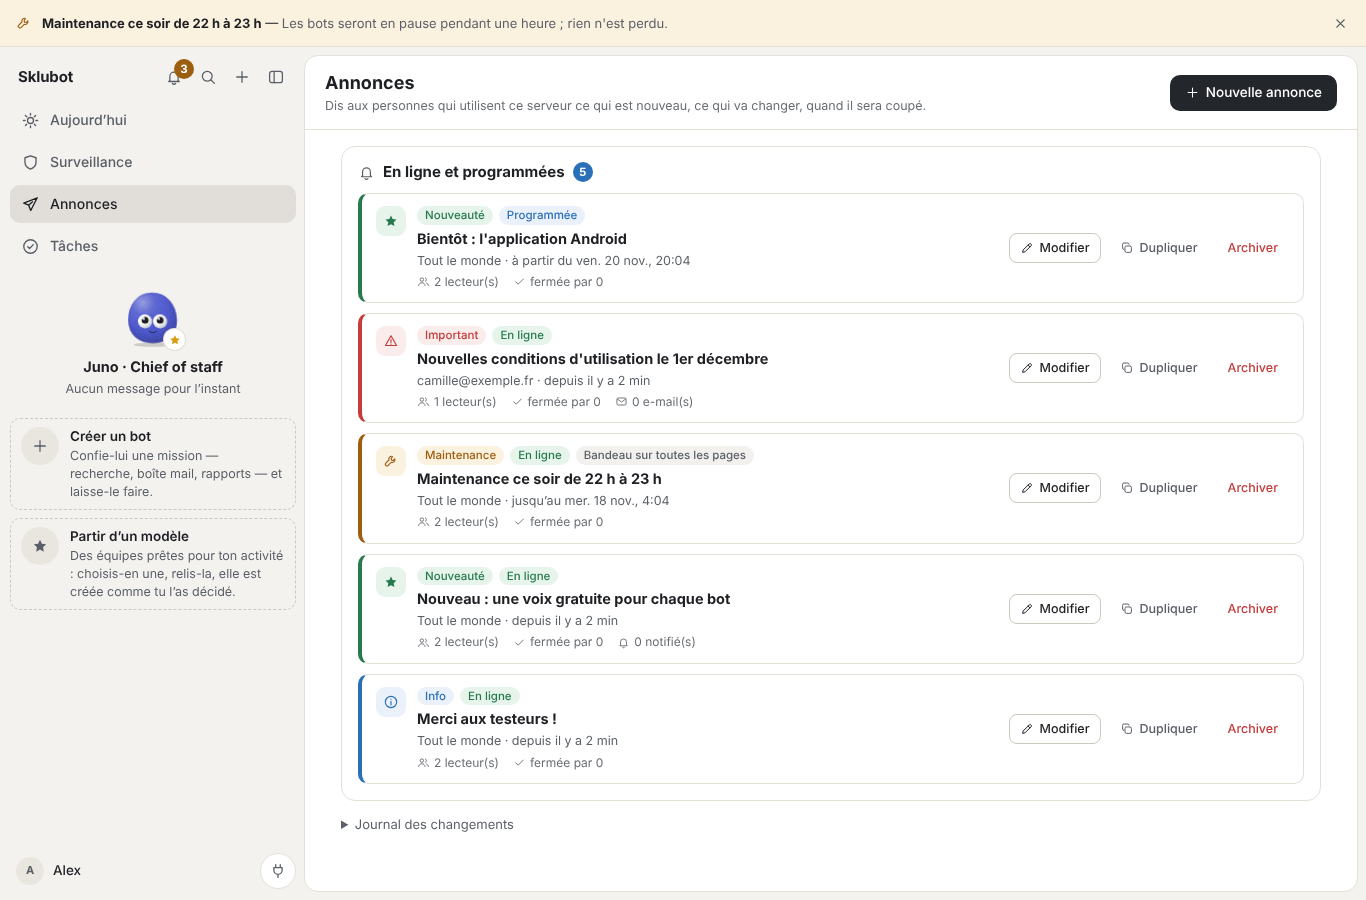 Maintenance ce soir de 22 h à 23 h — Les bots seront en pause pendant une heure ; rien n'est perdu.
Sklubot
3
Aujourd’hui
Surveillance
Annonces
Tâches
Juno · Chief of staff
Aucun message pour l’instant
Créer un bot
Confie-lui une mission —
recherche, boîte mail, rapports — et
laisse-le faire.
Partir d’un modèle
Des équipes prêtes pour ton activité
: choisis-en une, relis-la, elle est
créée comme tu l’as décidé.
A
Alex
Annonces
Dis aux personnes qui utilisent ce serveur ce qui est nouveau, ce qui va changer, quand il sera coupé.
Nouvelle annonce
En ligne et programmées 5
Nouveauté Programmée
Bientôt : l'application Android
Tout le monde · à partir du ven. 20 nov., 20:04
2 lecteur(s) fermée par 0
Modifier Dupliquer Archiver
Important En ligne
Nouvelles conditions d'utilisation le 1er décembre
camille@exemple.fr · depuis il y a 2 min
1 lecteur(s) fermée par 0 0 e-mail(s)
Modifier Dupliquer Archiver
Maintenance En ligne Bandeau sur toutes les pages
Maintenance ce soir de 22 h à 23 h
Tout le monde · jusqu’au mer. 18 nov., 4:04
2 lecteur(s) fermée par 0
Modifier Dupliquer Archiver
Nouveauté En ligne
Nouveau : une voix gratuite pour chaque bot
Tout le monde · depuis il y a 2 min
2 lecteur(s) fermée par 0 0 notifié(s)
Modifier Dupliquer Archiver
Info En ligne
Merci aux testeurs !
Tout le monde · depuis il y a 2 min
2 lecteur(s) fermée par 0
Modifier Dupliquer Archiver
Journal des changements